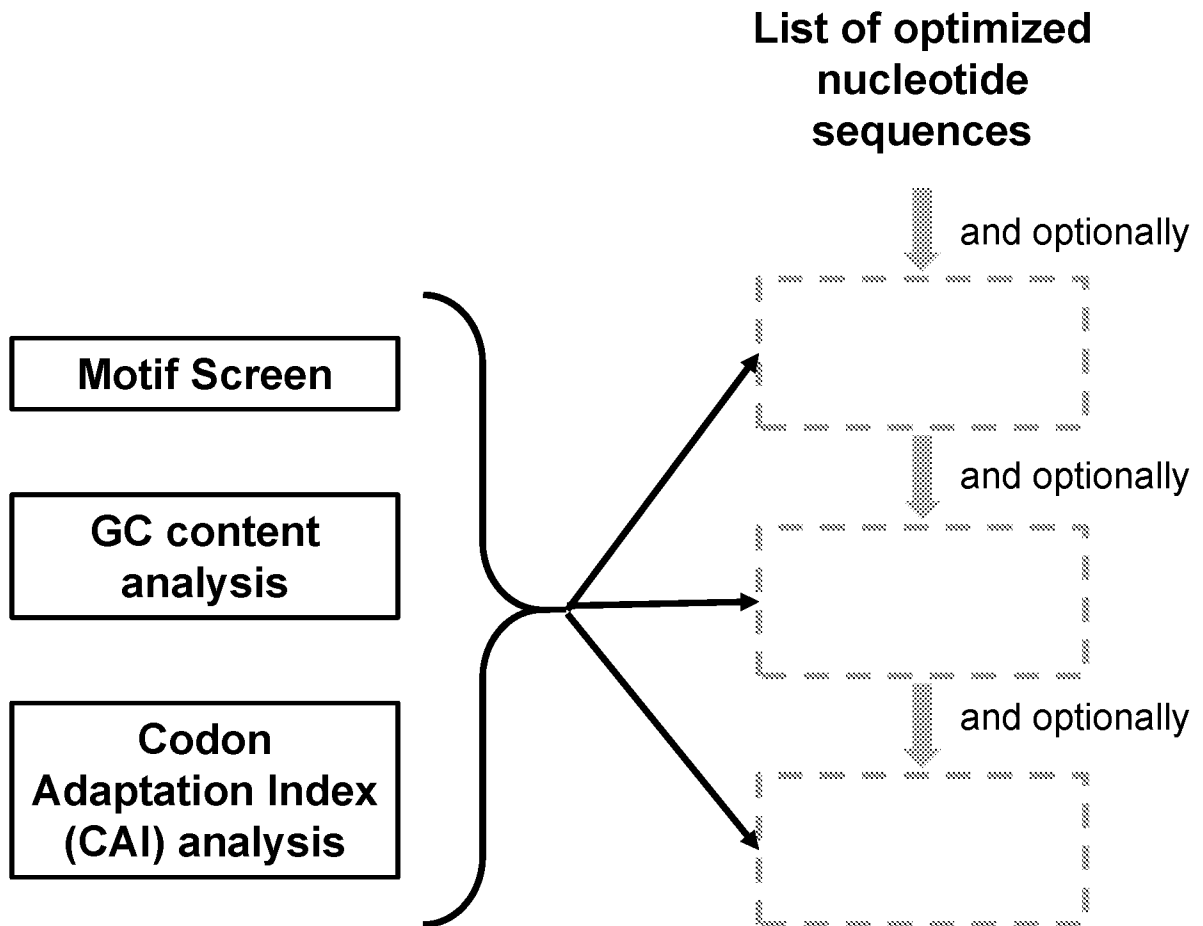 List of optimized
nucleotide
sequences
and optionally
Motif Screen
and optionally
GC content
analysis
and optionally
Codon
Adaptation Index
(CAI) analysis